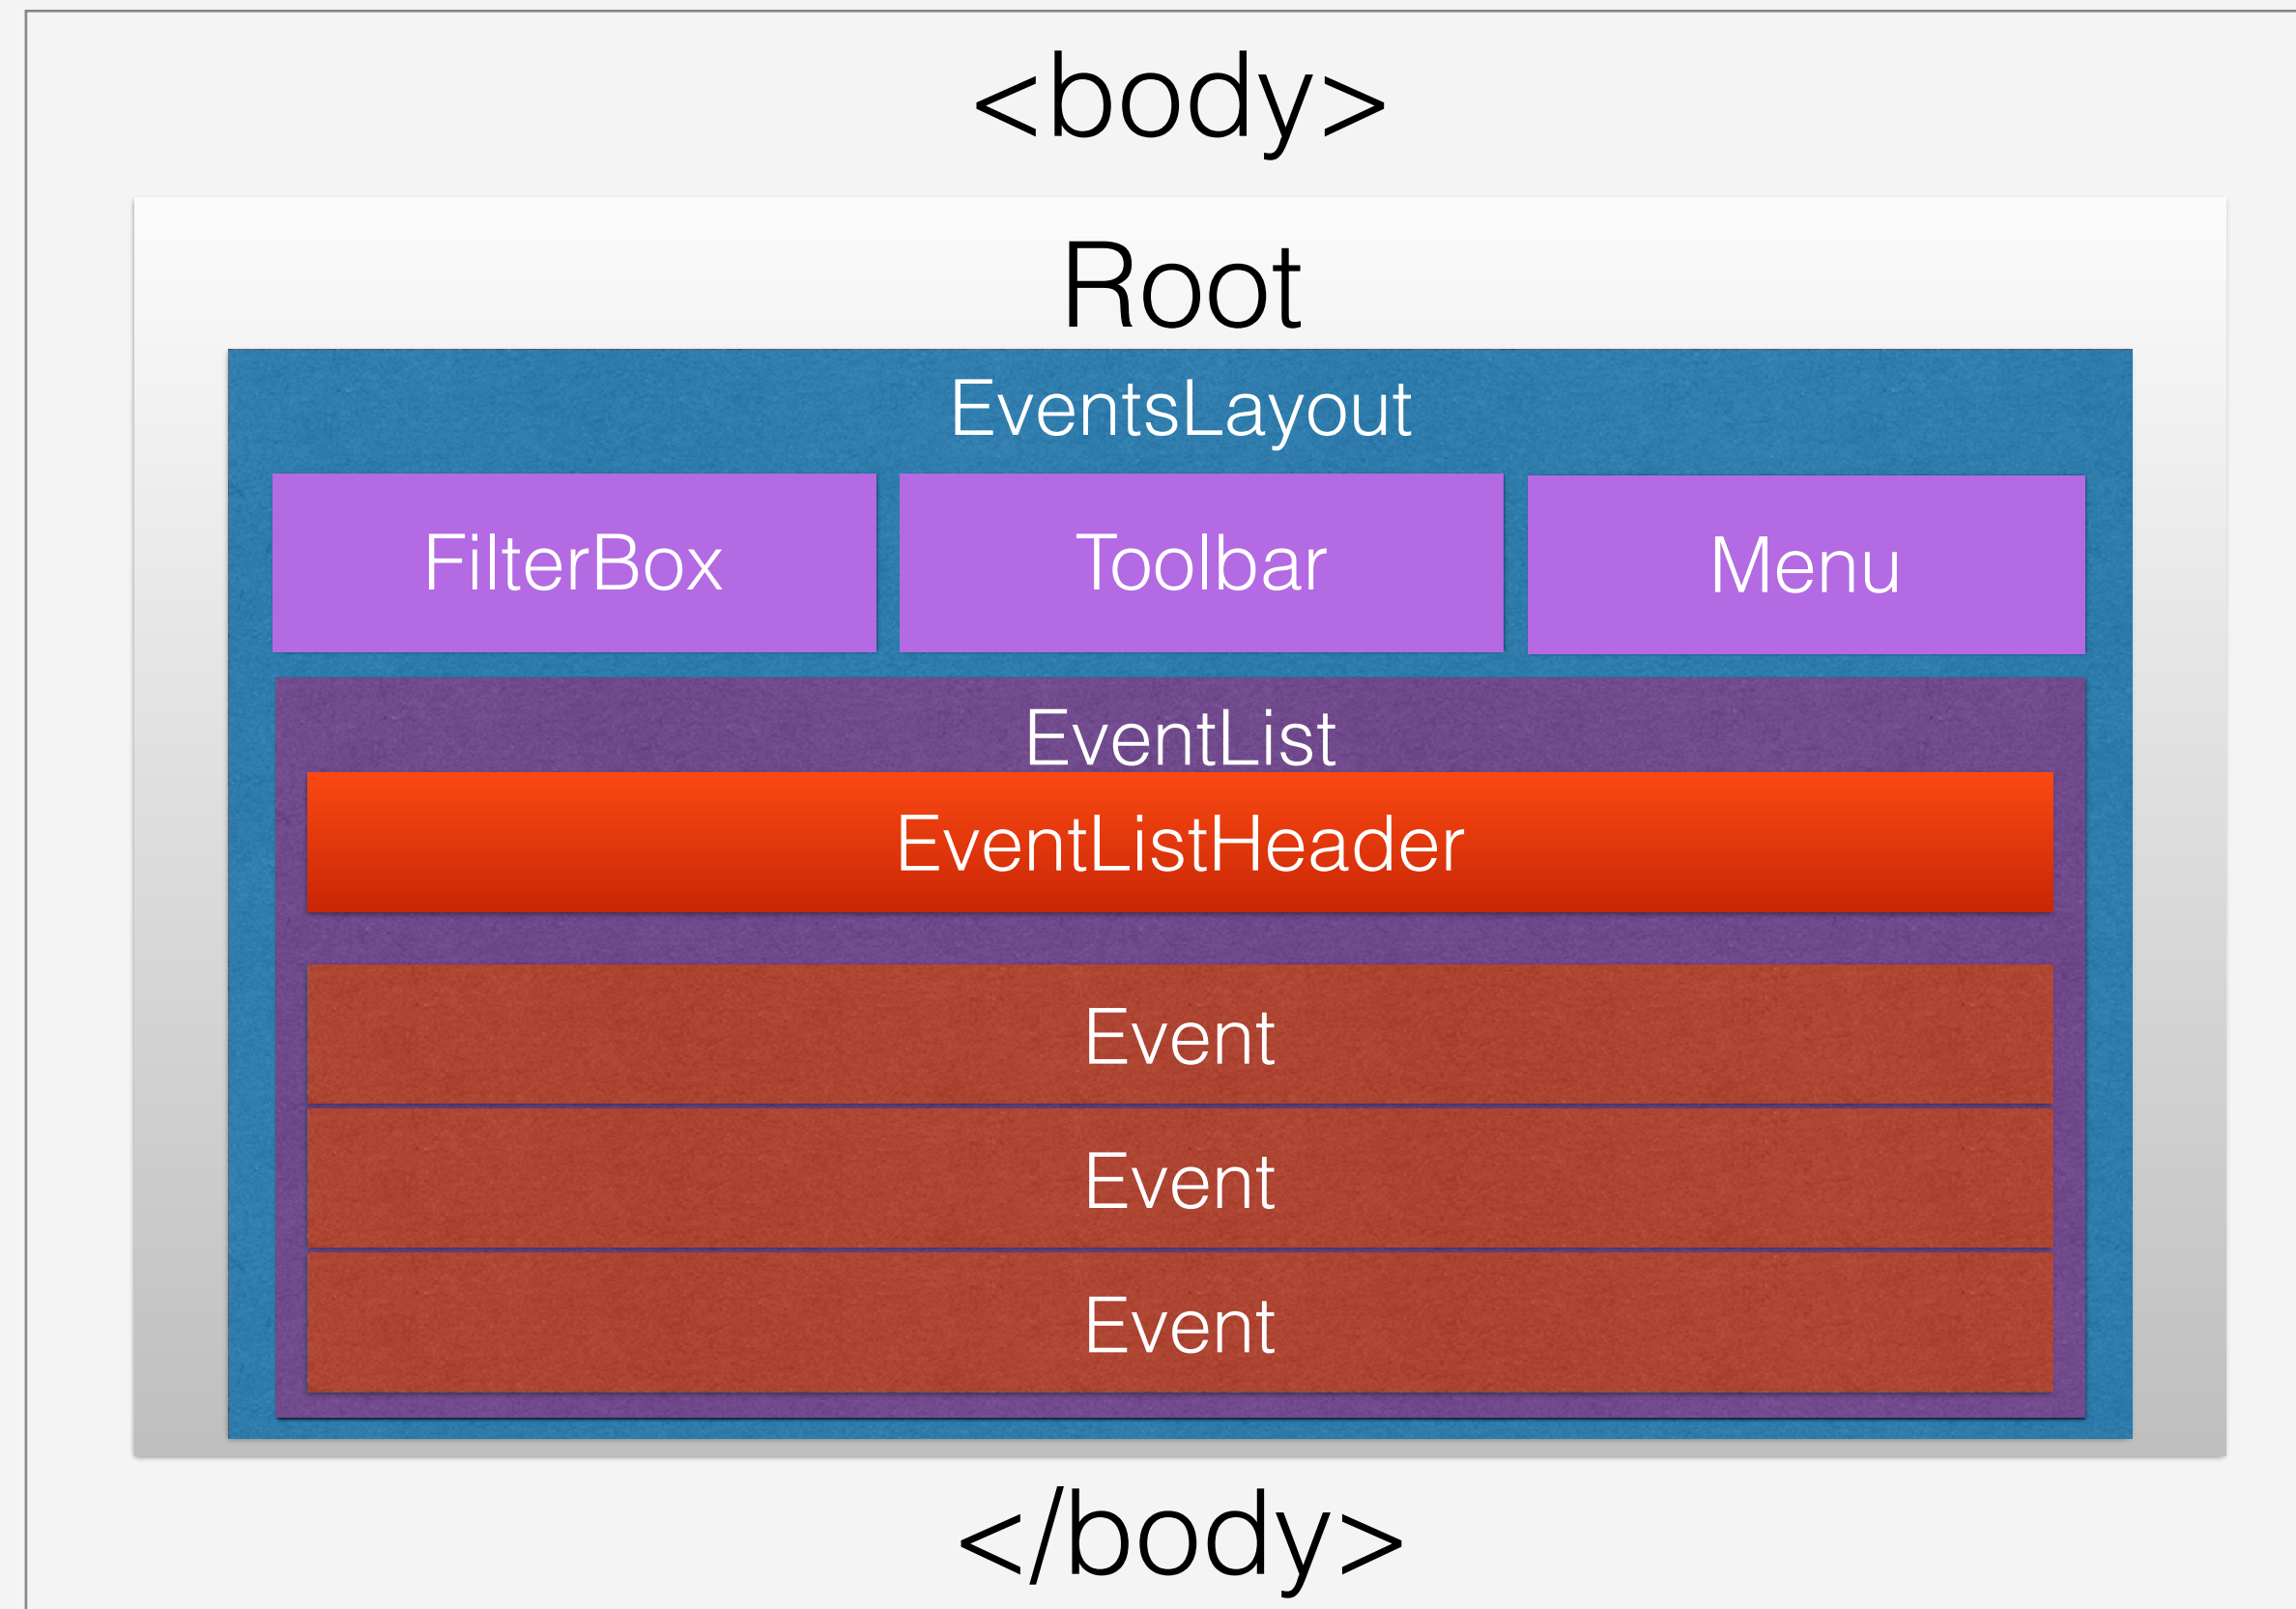 <body>
Root
EventsLayout
FilterBox
Toolbar
Menu
EventList
EventListHeader
Event
Event
Event
</body>